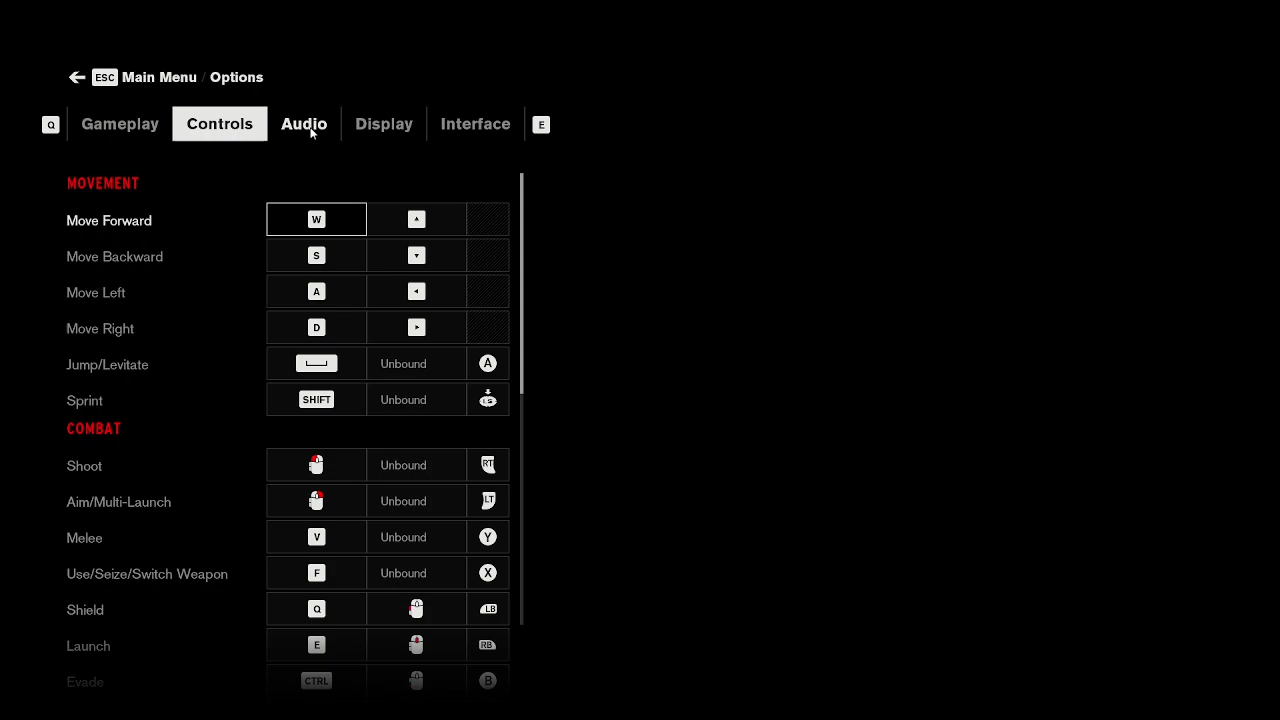 ESC Main Menu / Options
Q Gameplay Controls Audio Display Interface E
MOVEMENT
Move Forward W
Move Backward S
Move Left A
Move Right D
Jump/Levitate Unbound A
Sprint SHIFT Unbound LS
COMBAT
Shoot Unbound RT
Aim/Multi-Launch Unbound LT
Melee V Unbound Y
Use/Seize/Switch Weapon F Unbound X
Shield Q LB
Launch E RB
Evade CTRL B